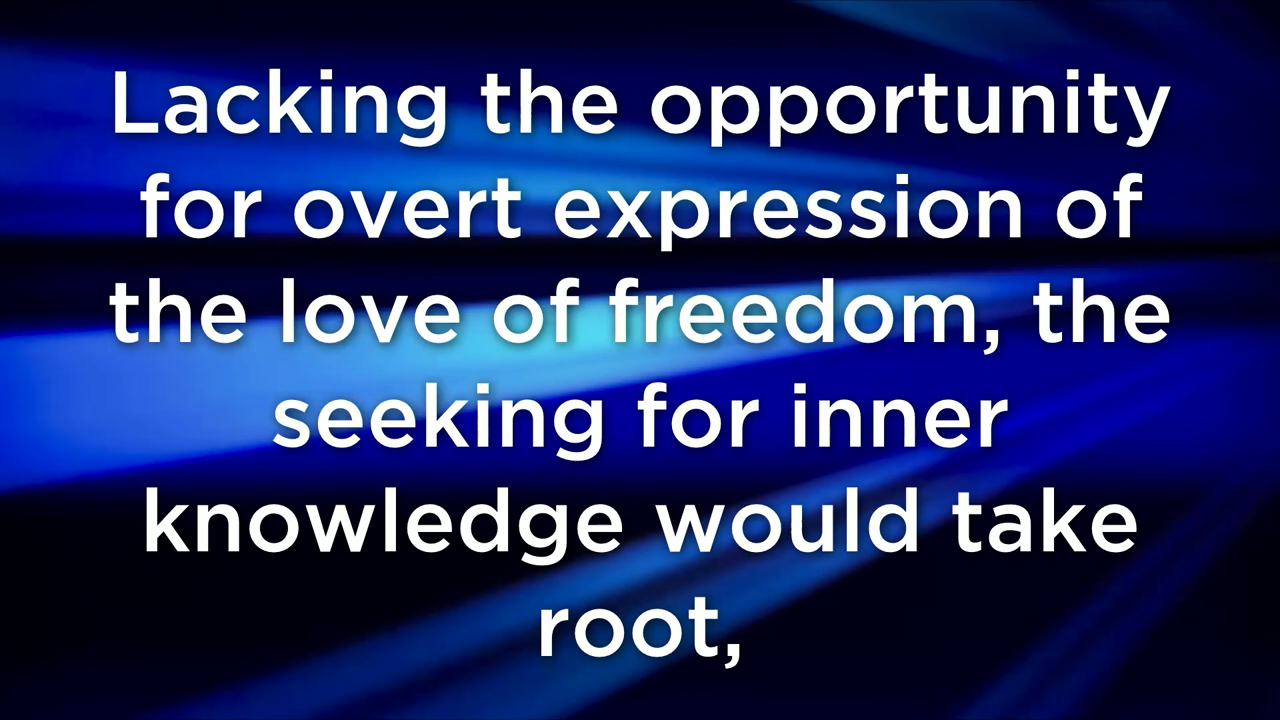 Lacking the opportunity
for overt expression of
the love of freedom, the
seeking for inner
knowledge would take
root,